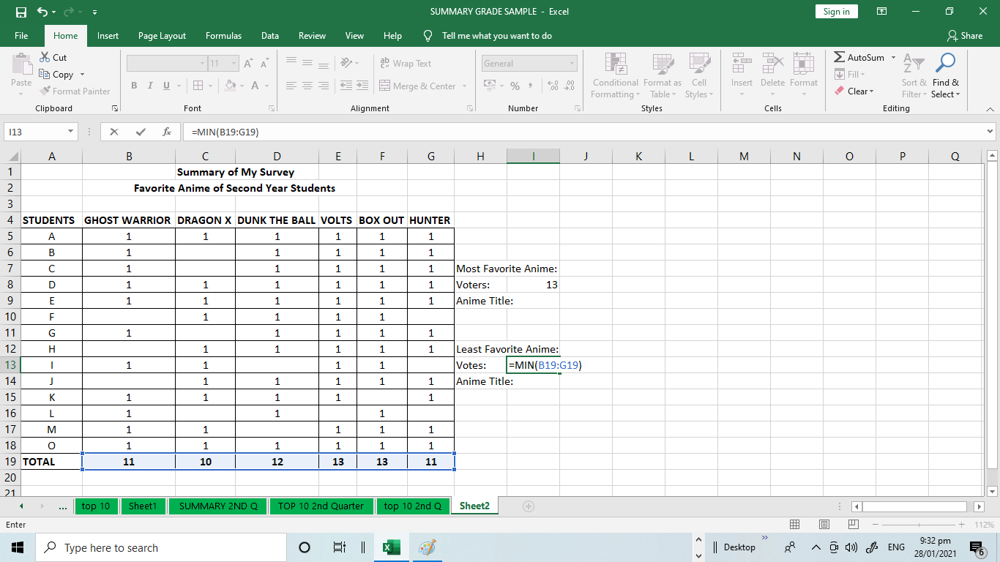 SUMMARY GRADE SAMPLE - Excel
Sign in
File Home Insert Page Layout Formulas Data Review View Help Tell me what you want to do Share
Paste
Cut
Copy
Format Painter
Clipboard
11
B I U
Font
Wrap Text
Merge & Center
Alignment
General
Number
Conditional Formatting
Format as Table
Cell Styles
Styles
Insert Delete Format
Cells
AutoSum
Fill
Clear
Sort & Filter
Find & Select
Editing
I13 fx =MIN(B19:G19)
A B C D E F G H I J K L M N O P Q
1 Summary of My Survey
2 Favorite Anime of Second Year Students
3
4 STUDENTS GHOST WARRIOR DRAGON X DUNK THE BALL VOLTS BOX OUT HUNTER
5 A 1 1 1 1 1 1
6 B 1 1 1 1 1
7 C 1 1 1 1 1 Most Favorite Anime:
8 D 1 1 1 1 1 1 Voters: 13
9 E 1 1 1 1 1 1 Anime Title:
10 F 1 1 1 1
11 G 1 1 1 1 1
12 H 1 1 1 1 1 Least Favorite Anime:
13 I 1 1 1 1 Votes: =MIN(B19:G19)
14 J 1 1 1 1 1 Anime Title:
15 K 1 1 1 1 1
16 L 1 1 1
17 M 1 1 1 1 1
18 O 1 1 1 1 1 1
19 TOTAL 11 10 12 13 13 11
20
21
... top 10 Sheet1 SUMMARY 2ND Q TOP 10 2nd Quarter top 10 2nd Q Sheet2
Enter 112%
Type here to search Desktop ENG 9:32 pm
28/01/2021 6